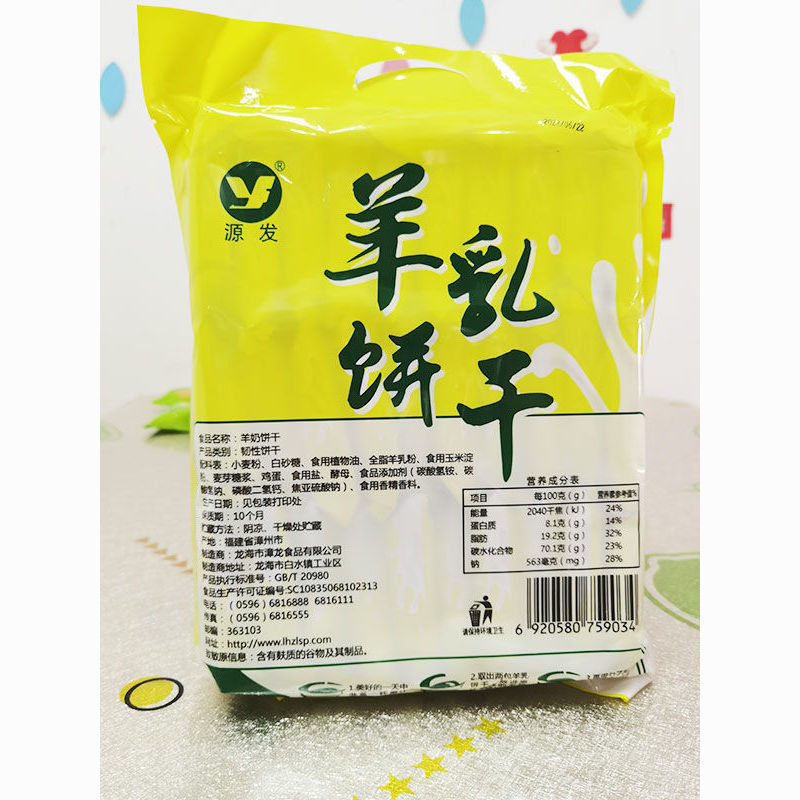 ®
源发
羊乳
饼干
食品名称：羊奶饼干
产品类别：韧性饼干
配料表：小麦粉、白砂糖、食用植物油、全脂羊乳粉、食用玉米淀
粉、麦芽糖浆、鸡蛋、食用盐、酵母、食品添加剂（碳酸氢铵、碳
酸氢钠、磷酸二氢钙、焦亚硫酸钠）、食用香精香料。
生产日期：见包装打印处
保质期：10个月
贮藏方法：阴凉、干燥处贮藏
产地：福建省漳州市
制造商：龙海市漳龙食品有限公司
制造商地址：龙海市白水镇工业区
产品执行标准号：GB/T 20980
食品生产许可证编号:SC10835068102313
电话：（0596）6816888 6816111
传真：（0596）6816555
邮编：363103
网址：http://www.lhzlsp.com
致敏原信息：含有麸质的谷物及其制品。
营养成分表
项目 每100克(g) 营养素参考值%
能量 2040千焦(kJ) 24%
蛋白质 8.1克(g) 14%
脂肪 19.2克(g) 32%
碳水化合物 70.1克(g) 23%
钠 563毫克(mg) 28%
请保持环境卫生
6 920580 759034
1.美好的一天中
2.取出两包羊乳